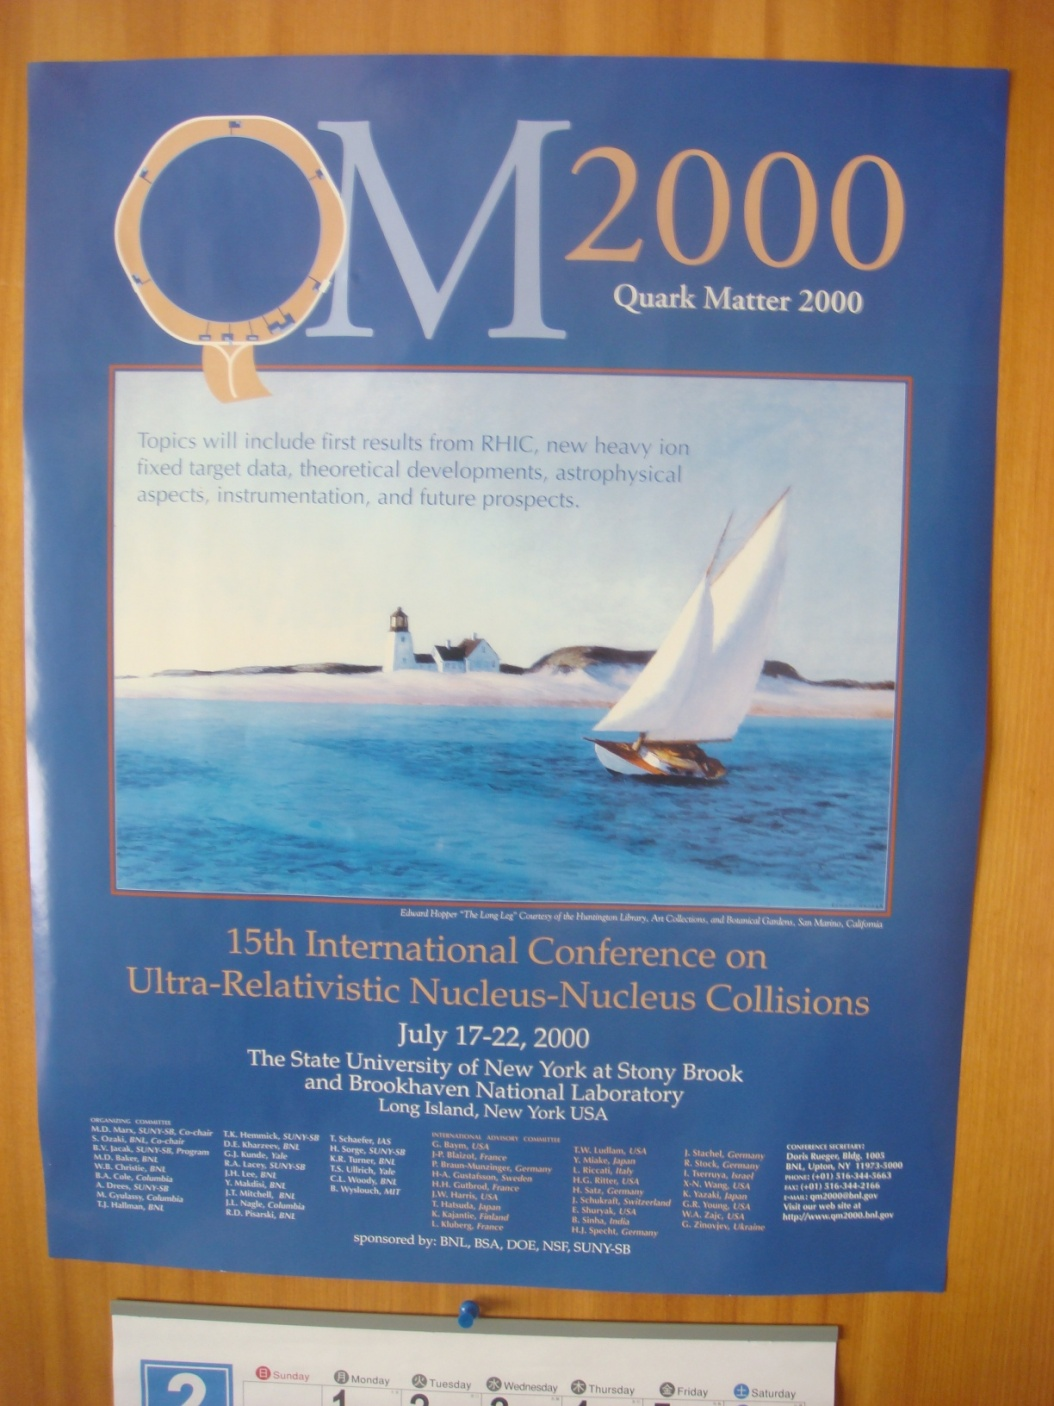 QM 2000
Quark Matter 2000
Topics will include first results from RHIC, new heavy ion
fixed target data, theoretical developments, astrophysical
aspects, instrumentation, and future prospects.
Edward Hopper "The Long Leg" Courtesy of the Huntington Library, Art Collections, and Botanical Gardens, San Marino, California
15th International Conference on
Ultra-Relativistic Nucleus-Nucleus Collisions
July 17-22, 2000
The State University of New York at Stony Brook
and Brookhaven National Laboratory
Long Island, New York USA
ORGANIZING COMMITTEE
M.D. Marx, SUNY-SB, Co-chair
S. Ozaki, BNL, Co-chair
B.V. Jacak, SUNY-SB, Program
M.D. Baker, BNL
W.B. Christie, BNL
B.A. Cole, Columbia
A. Drees, SUNY-SB
M. Gyulassy, Columbia
T.J. Hallman, BNL
T.K. Hemmick, SUNY-SB
D.E. Kharzeev, BNL
G.J. Kunde, Yale
R.A. Lacey, SUNY-SB
J.H. Lee, BNL
Y. Makdisi, BNL
J.T. Mitchell, BNL
J.L. Nagle, Columbia
R.D. Pisarski, BNL
T. Schaefer, IAS
H. Sorge, SUNY-SB
K.R. Turner, BNL
T.S. Ullrich, Yale
C.L. Woody, BNL
B. Wyslouch, MIT
INTERNATIONAL ADVISORY COMMITTEE
G. Baym, USA
J-P. Blaizot, France
P. Braun-Munzinger, Germany
H-A. Gustafsson, Sweden
H.H. Gutbrod, France
J.W. Harris, USA
T. Hatsuda, Japan
K. Kajantie, Finland
L. Kluberg, France
T.W. Ludlam, USA
Y. Miake, Japan
L. Riccati, Italy
H.G. Ritter, USA
H. Satz, Germany
J. Schukraft, Switzerland
E. Shuryak, USA
B. Sinha, India
H.J. Specht, Germany
J. Stachel, Germany
R. Stock, Germany
I. Tserruya, Israel
X-N. Wang, USA
K. Yazaki, Japan
G.R. Young, USA
W.A. Zajc, USA
G. Zinovjev, Ukraine
CONFERENCE SECRETARY:
Doris Rueger, Bldg. 1005
BNL, Upton, NY 11973-5000
PHONE: (+01) 516-344-3663
FAX: (+01) 516-344-2166
E-MAIL: qm2000@bnl.gov
Visit our web site at
http://www.qm2000.bnl.gov
sponsored by: BNL, BSA, DOE, NSF, SUNY-SB
2
日 Sunday 月 Monday 火 Tuesday 水 Wednesday 木 Thursday 金 Friday 土 Saturday
1 2 3 4 5 6